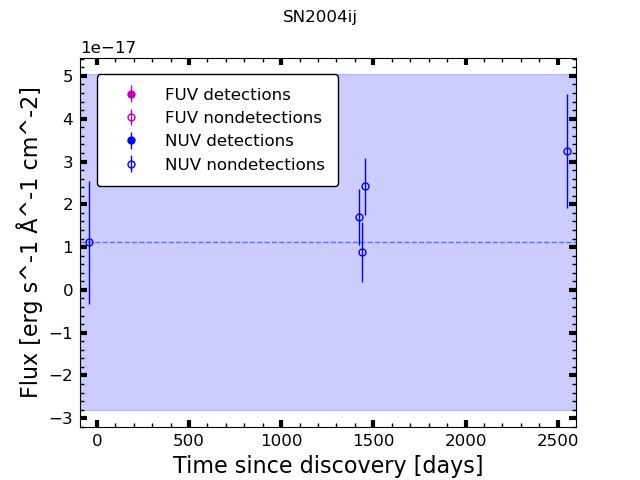 SN2004ij
1e−17
5
4
3
2
1
0
−1
−2
−3
Flux [erg s^-1 Å^-1 cm^-2]
FUV detections
FUV nondetections
NUV detections
NUV nondetections
0 500 1000 1500 2000 2500
Time since discovery [days]